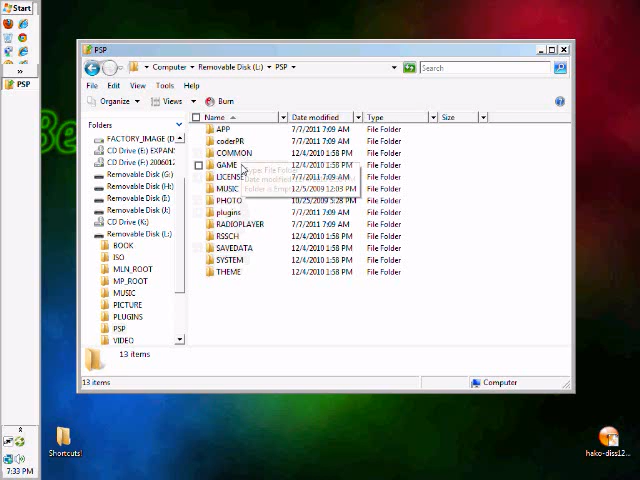 Start
»
PSP
Be
PSP
Computer Removable Disk (L:) PSP
Search
File Edit View Tools Help
Organize Views » Burn
Folders
Name Date modified Type Size
FACTORY_IMAGE (D
CD Drive (E:) EXPAN
CD Drive (F:) 200612
Removable Disk (G:)
Removable Disk (H:)
Removable Disk (I:)
Removable Disk (J:)
CD Drive (K:)
Removable Disk (L:)
BOOK
ISO
MLN_ROOT
MP_ROOT
MUSIC
PICTURE
PLUGINS
PSP
VIDEO
APP 7/7/2011 7:09 AM File Folder
coderPR 7/7/2011 7:09 AM File Folder
COMMON 12/4/2010 1:58 PM File Folder
GAME 12/4/2010 1:58 PM File Folder
LICENSE 7/7/2011 7:09 AM File Folder
MUSIC 12/5/2009 12:03 PM File Folder
PHOTO 10/25/2009 5:28 PM File Folder
plugins 7/7/2011 7:09 AM File Folder
RADIOPLAYER 7/7/2011 7:09 AM File Folder
RSSCH 12/4/2010 1:58 PM File Folder
SAVEDATA 12/4/2010 1:58 PM File Folder
SYSTEM 12/4/2010 1:58 PM File Folder
THEME 12/4/2010 1:58 PM File Folder
13 items
13 items
Computer
Shortcuts!
hako-diss12...
7:33 PM